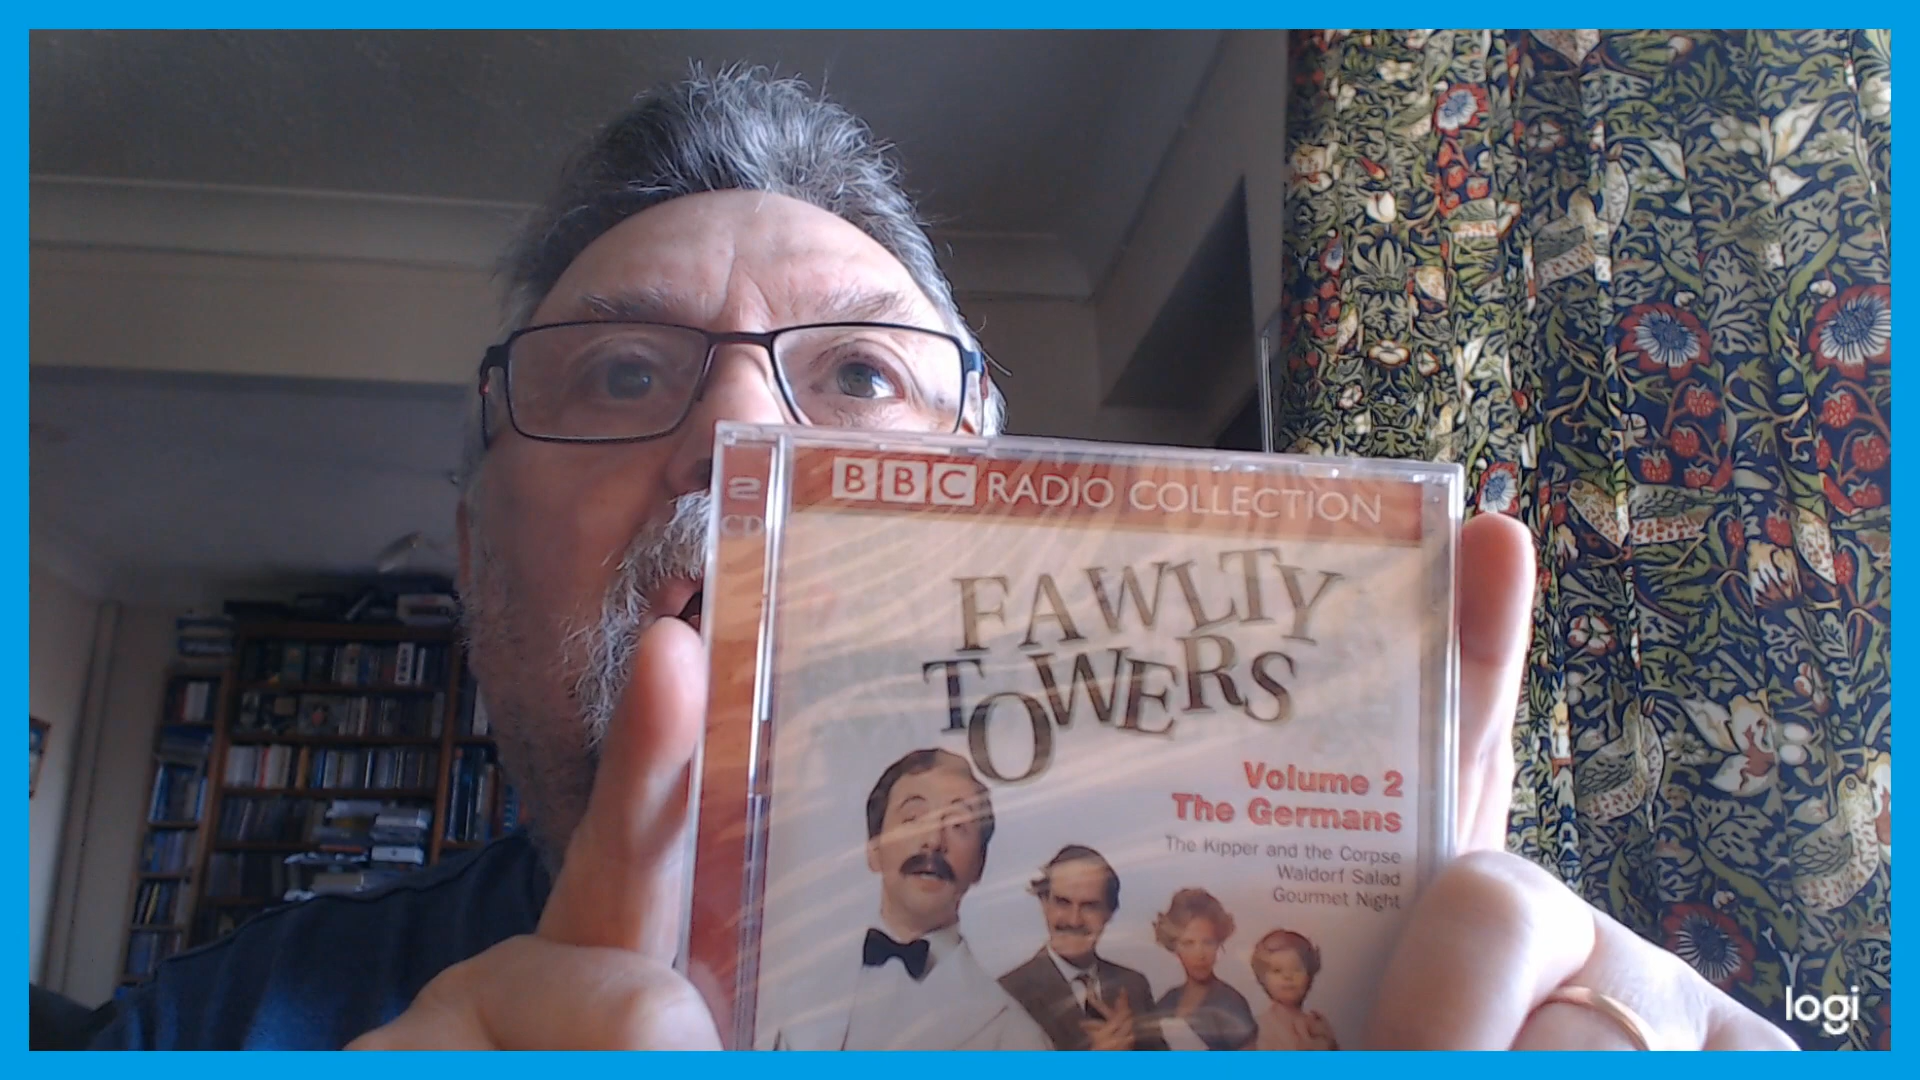 BBC RADIO COLLECTION
2
CD
FAWLTY
TOWERS
Volume 2
The Germans
The Kipper and the Corpse
Waldorf Salad
Gourmet Night
logi